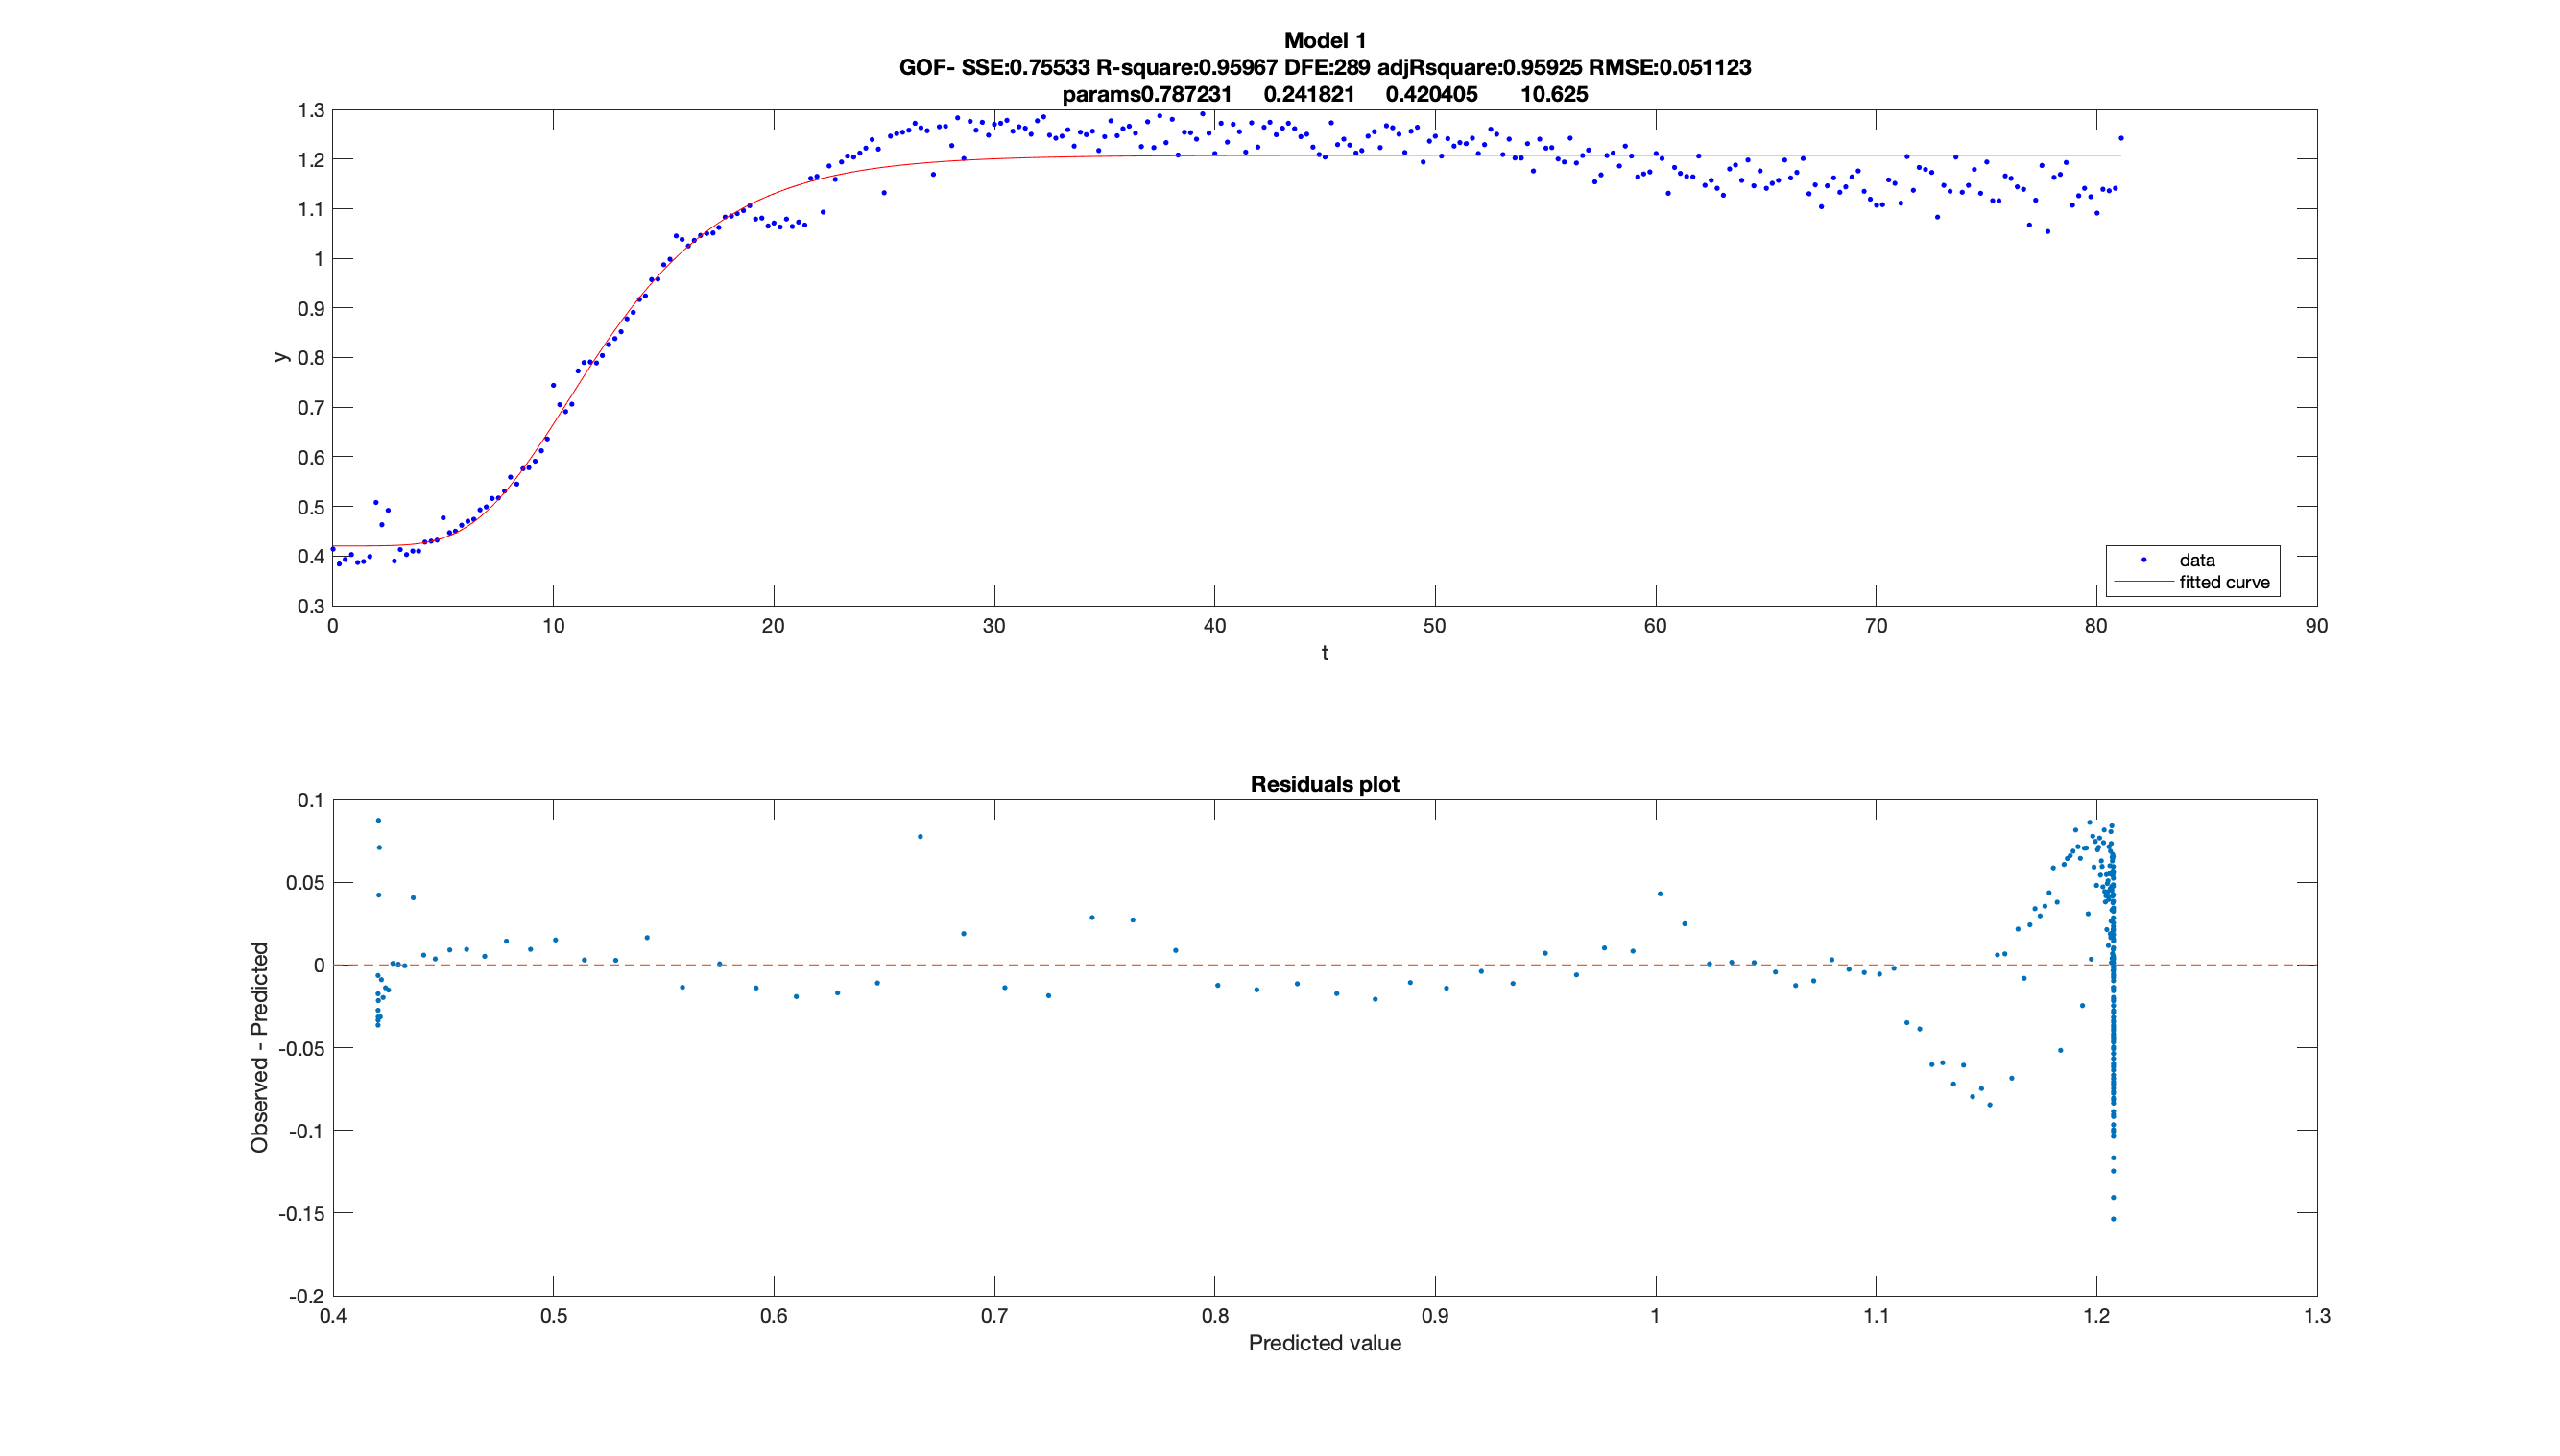 Model 1
GOF- SSE:0.75533 R-square:0.95967 DFE:289 adjRsquare:0.95925 RMSE:0.051123
params0.787231 0.241821 0.420405 10.625
1.3
1.2
1.1
1
0.9
0.8
0.7
0.6
0.5
0.4
0.3
y
data
fitted curve
0 10 20 30 40 50 60 70 80 90
t
Residuals plot
0.1
0.05
0
-0.05
-0.1
-0.15
-0.2
Observed - Predicted
0.4 0.5 0.6 0.7 0.8 0.9 1 1.1 1.2 1.3
Predicted value